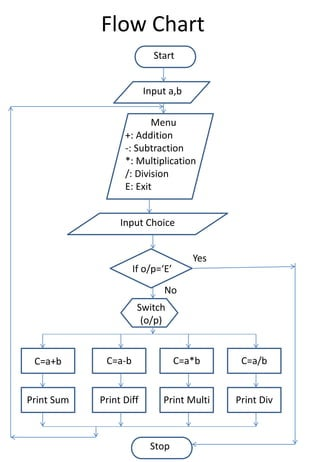 Flow Chart
Start
Input a,b
Menu
+: Addition
-: Subtraction
*: Multiplication
/: Division
E: Exit
Input Choice
If o/p=‘E’
Yes
No
Switch
(o/p)
C=a+b
C=a-b
C=a*b
C=a/b
Print Sum
Print Diff
Print Multi
Print Div
Stop